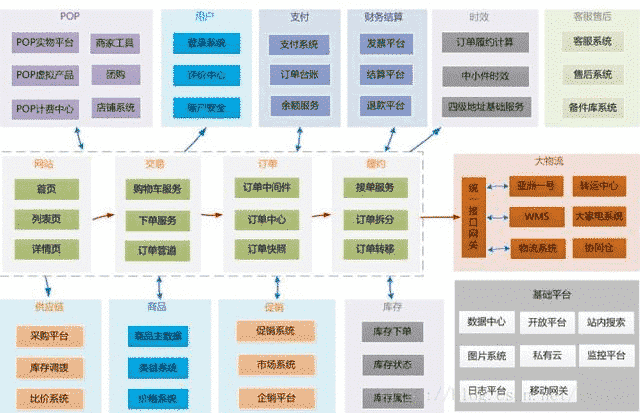 POP
POP实物平台
商家工具
POP虚拟产品
团购
POP计费中心
店铺系统
用户
登录系统
评价中心
账户安全
支付
支付系统
订单台账
余额服务
财务结算
发票平台
结算平台
退款平台
时效
订单履约计算
中小件时效
四级地址基础服务
客服售后
客服系统
售后系统
备件库系统
网站
首页
列表页
详情页
交易
购物车服务
下单服务
订单管道
订单
订单中间件
订单中心
订单快照
履约
接单服务
订单拆分
订单转移
大物流
统一接口网关
亚洲一号
转运中心
WMS
大家电系统
物流系统
协同仓
供应链
采购平台
库存调拨
比价系统
商品
商品主数据
类目系统
价格系统
促销
促销系统
市场系统
企销平台
库存
库存下单
库存状态
库存属性
基础平台
数据中心
开放平台
站内搜索
图片系统
私有云
监控平台
日志平台
移动网关